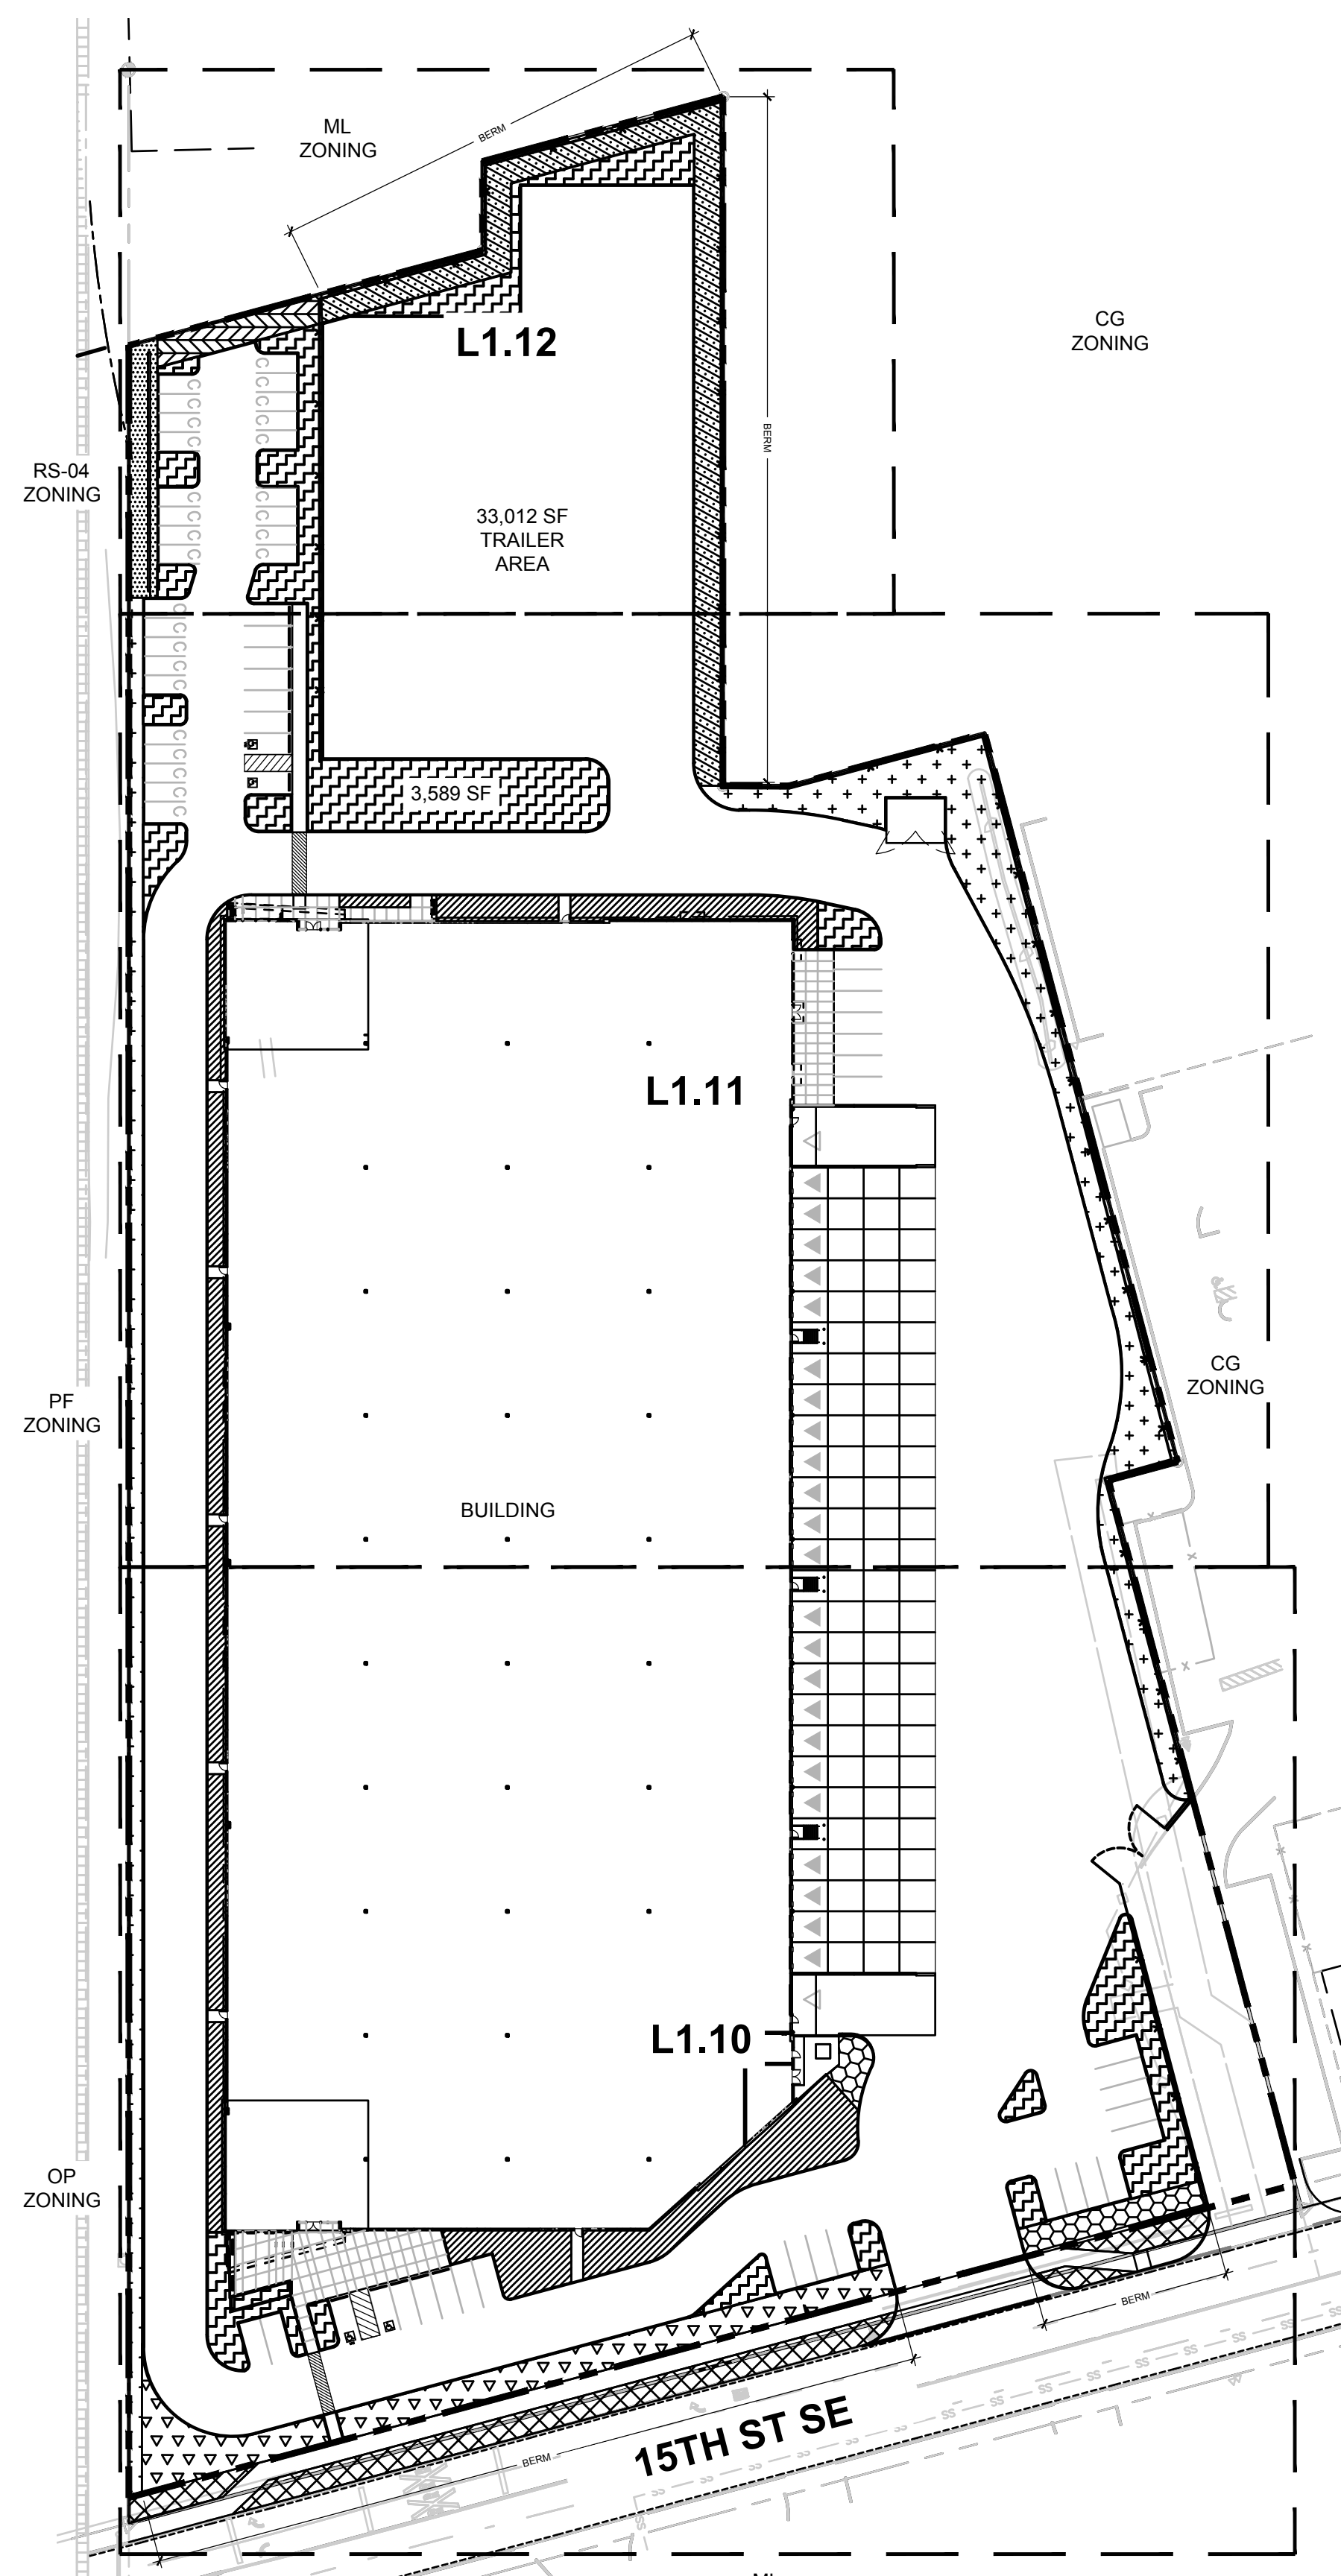 ML
ZONING
BERM
L1.12
CG
ZONING
BERM
RS-04
ZONING
33,012 SF
TRAILER
AREA
3,589 SF
L1.11
CG
ZONING
PF
ZONING
BUILDING
L1.10
OP
ZONING
BERM
15TH ST SE
BERM